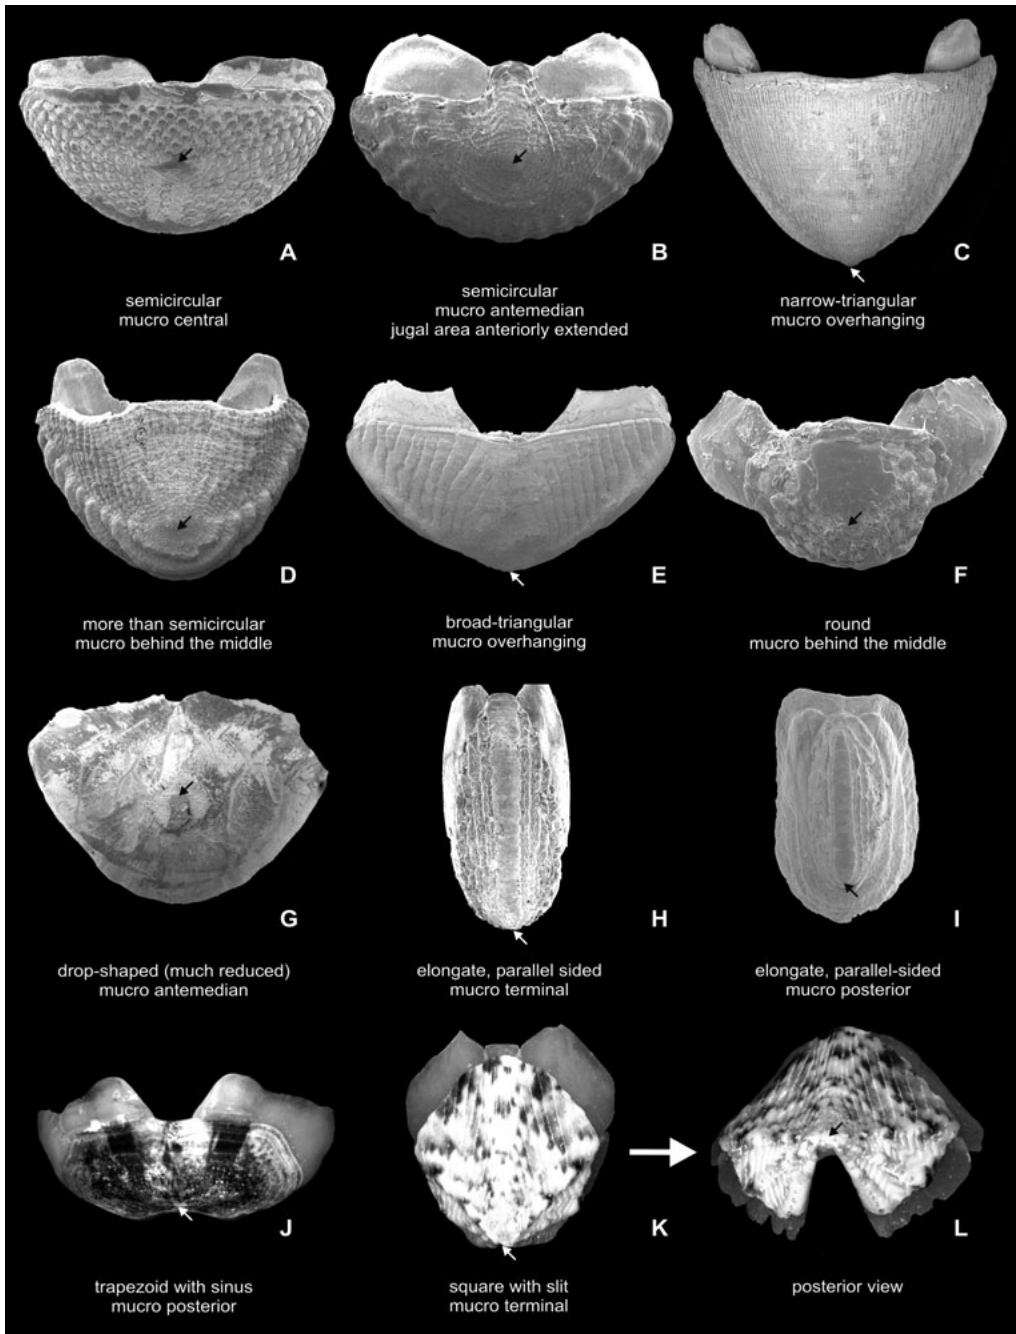 A
semicircular
mucro central
B
semicircular
mucro antemedian
jugal area anteriorly extended
C
narrow-triangular
mucro overhanging
D
more than semicircular
mucro behind the middle
E
broad-triangular
mucro overhanging
F
round
mucro behind the middle
G
drop-shaped (much reduced)
mucro antemedian
H
elongate, parallel sided
mucro terminal
I
elongate, parallel-sided
mucro posterior
J
trapezoid with sinus
mucro posterior
K
square with slit
mucro terminal
L
posterior view